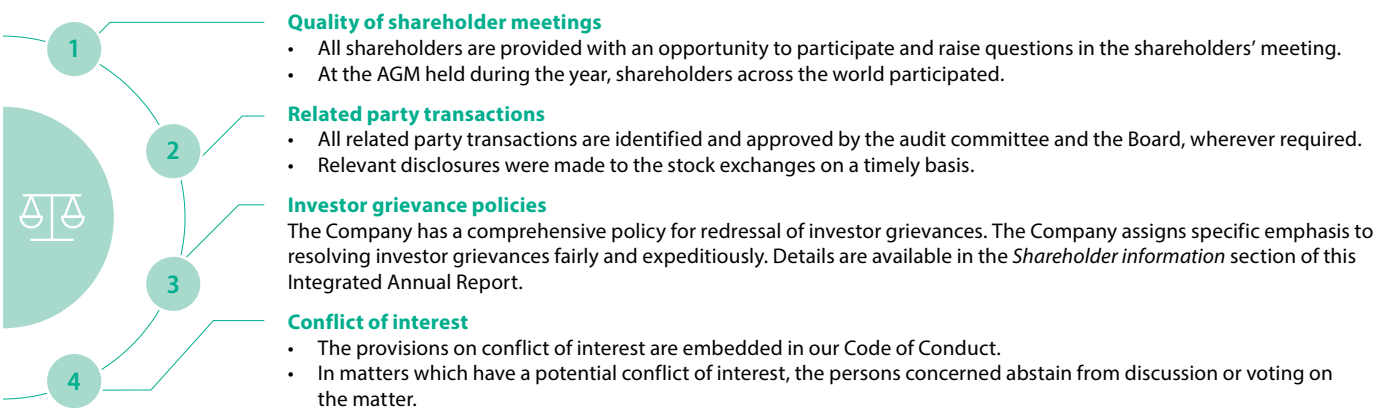 1
Quality of shareholder meetings
• All shareholders are provided with an opportunity to participate and raise questions in the shareholders’ meeting.
• At the AGM held during the year, shareholders across the world participated.
2
Related party transactions
• All related party transactions are identified and approved by the audit committee and the Board, wherever required.
• Relevant disclosures were made to the stock exchanges on a timely basis.
3
Investor grievance policies
The Company has a comprehensive policy for redressal of investor grievances. The Company assigns specific emphasis to
resolving investor grievances fairly and expeditiously. Details are available in the Shareholder information section of this
Integrated Annual Report.
4
Conflict of interest
• The provisions on conflict of interest are embedded in our Code of Conduct.
• In matters which have a potential conflict of interest, the persons concerned abstain from discussion or voting on
the matter.